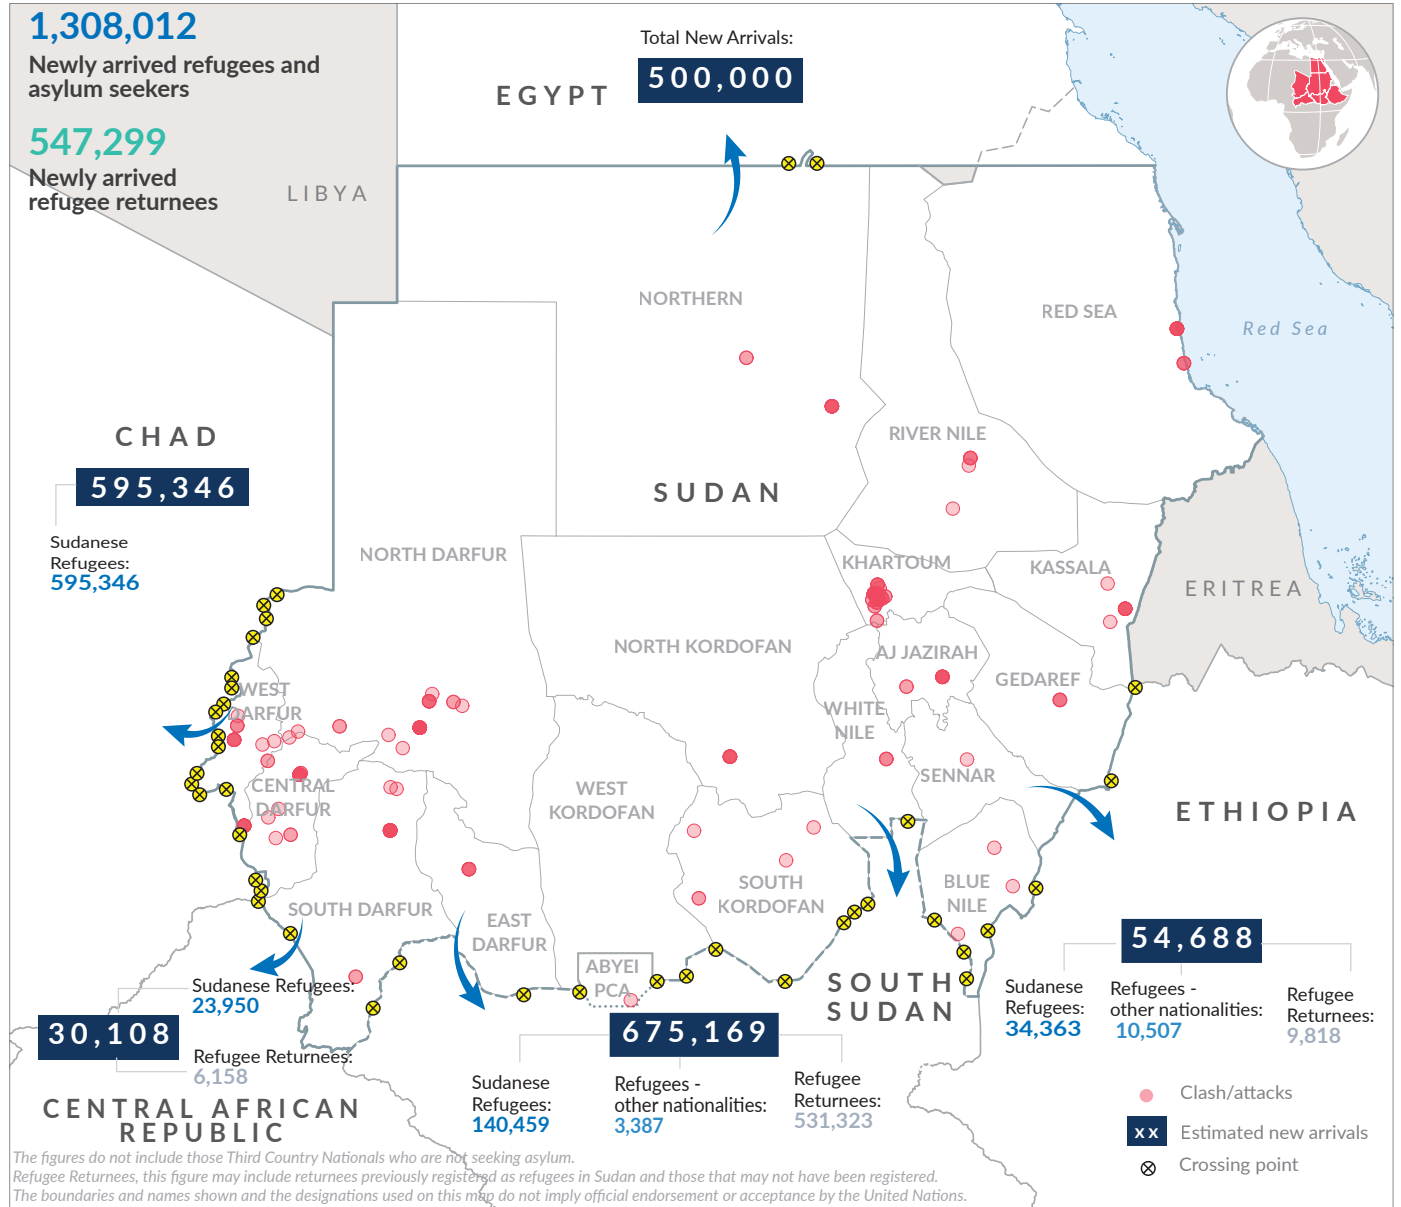 1,308,012
Newly arrived refugees and
asylum seekers
547,299
Newly arrived
refugee returnees
LIBYA
EGYPT
Total New Arrivals:
500,000
NORTHERN
RED SEA
Red Sea
RIVER NILE
CHAD
595,346
Sudanese
Refugees:
595,346
SUDAN
NORTH DARFUR
KHARTOUM
KASSALA
ERITREA
NORTH KORDOFAN
AJ JAZIRAH
GEDAREF
WEST
DARFUR
WHITE
NILE
SENNAR
CENTRAL
DARFUR
WEST
KORDOFAN
ETHIOPIA
SOUTH
KORDOFAN
BLUE
NILE
SOUTH DARFUR
EAST
DARFUR
ABYEI
PCA
SOUTH
SUDAN
54,688
Sudanese
Refugees:
34,363
Refugees -
other nationalities:
10,507
Refugee
Returnees:
9,818
Sudanese Refugees:
23,950
30,108
Refugee Returnees:
6,158
CENTRAL AFRICAN
REPUBLIC
675,169
Sudanese
Refugees:
140,459
Refugees -
other nationalities:
3,387
Refugee
Returnees:
531,323
Clash/attacks
xx Estimated new arrivals
Crossing point
The figures do not include those Third Country Nationals who are not seeking asylum.
Refugee Returnees, this figure may include returnees previously registered as refugees in Sudan and those that may not have been registered.
The boundaries and names shown and the designations used on this map do not imply official endorsement or acceptance by the United Nations.